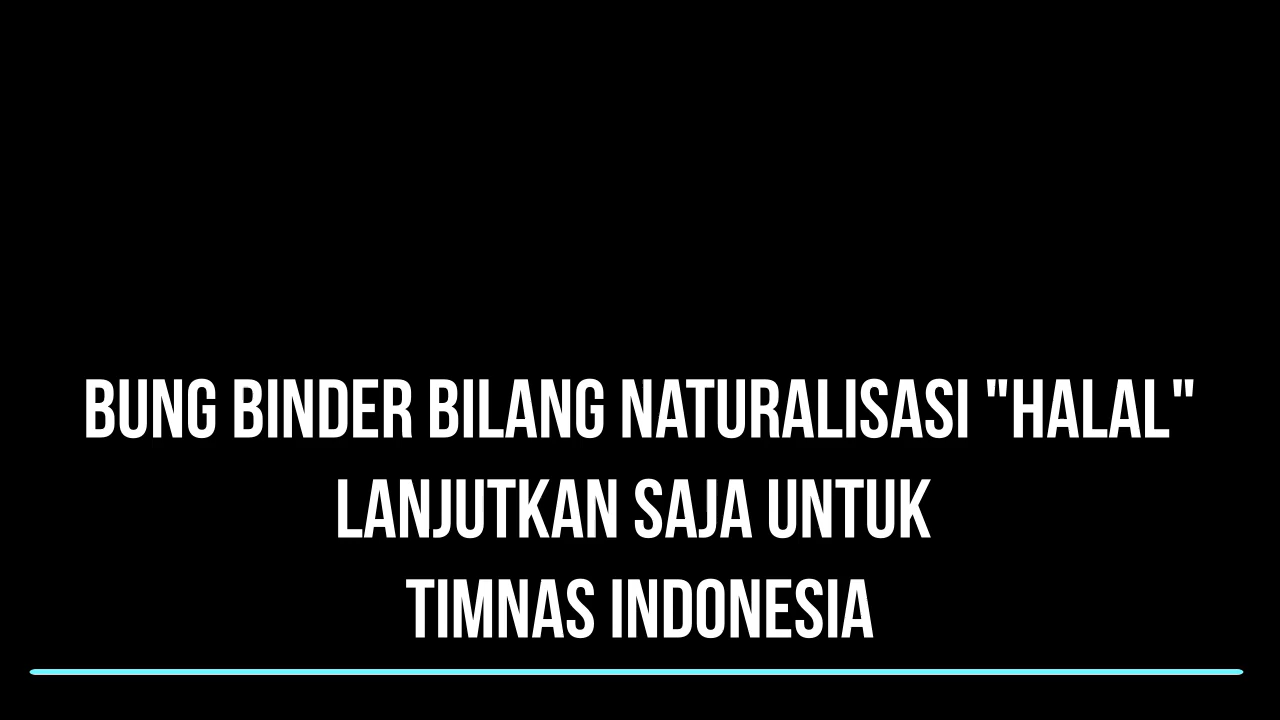 BUNG BINDER BILANG NATURALISASI "HALAL"
LANJUTKAN SAJA UNTUK
TIMNAS INDONESIA